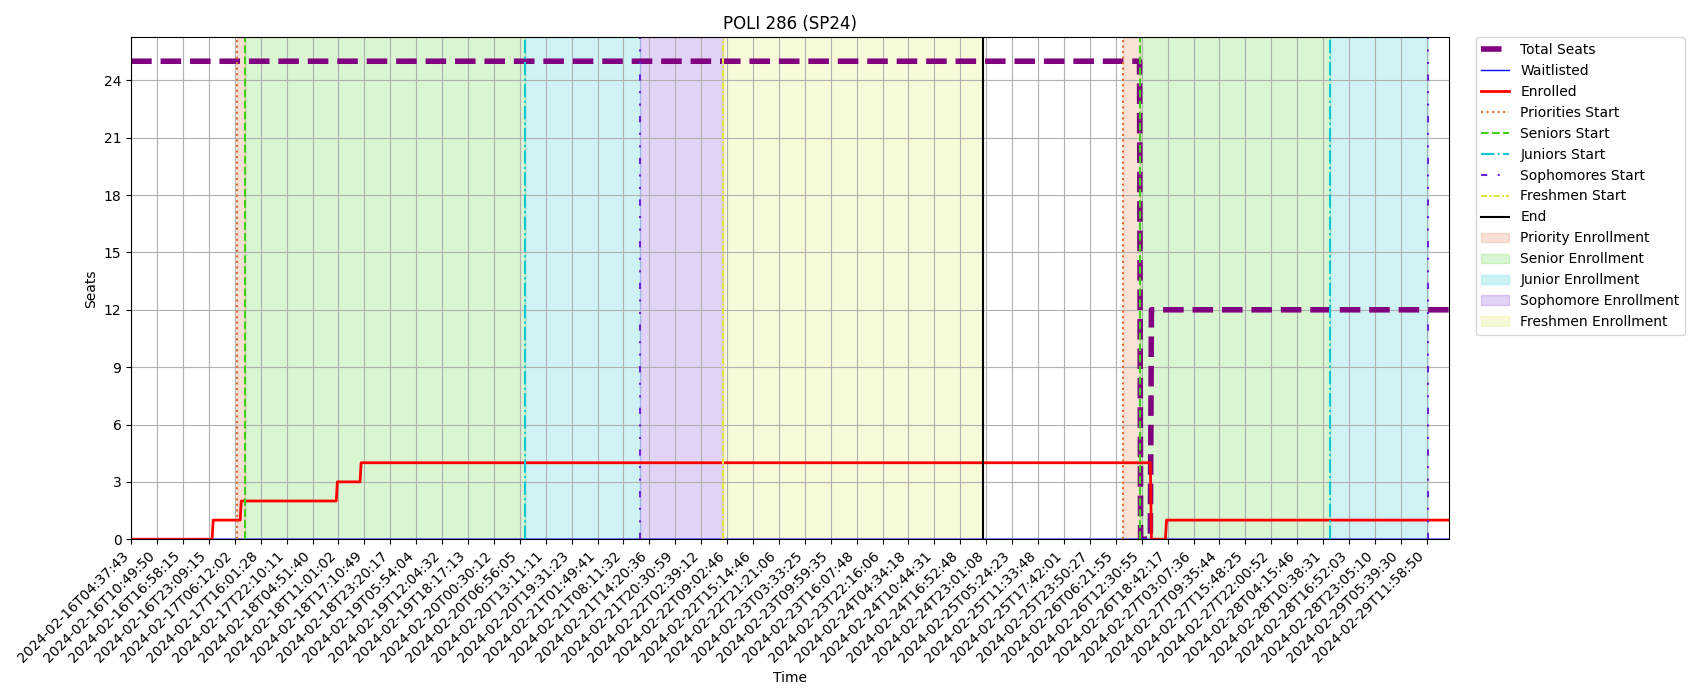 POLI 286 (SP24)
Seats
24
21
18
15
12
9
6
3
0
2024-02-16T04:37:43
2024-02-16T10:49:50
2024-02-16T16:58:15
2024-02-16T23:09:15
2024-02-17T06:12:02
2024-02-17T16:01:28
2024-02-17T22:10:11
2024-02-18T04:51:40
2024-02-18T11:01:02
2024-02-18T17:10:49
2024-02-18T23:20:17
2024-02-19T05:54:04
2024-02-19T12:04:32
2024-02-19T18:17:13
2024-02-20T00:30:12
2024-02-20T06:56:05
2024-02-20T13:11:11
2024-02-20T19:31:23
2024-02-21T01:49:41
2024-02-21T08:11:32
2024-02-21T14:20:36
2024-02-21T20:30:59
2024-02-22T02:39:12
2024-02-22T09:02:46
2024-02-22T15:14:46
2024-02-22T21:21:06
2024-02-23T03:33:25
2024-02-23T09:59:35
2024-02-23T16:07:48
2024-02-23T22:16:06
2024-02-24T04:34:18
2024-02-24T10:44:31
2024-02-24T16:52:48
2024-02-24T23:01:08
2024-02-25T05:24:23
2024-02-25T11:33:48
2024-02-25T17:42:01
2024-02-25T23:50:27
2024-02-26T06:21:55
2024-02-26T12:30:55
2024-02-26T18:42:17
2024-02-27T03:07:36
2024-02-27T09:35:44
2024-02-27T15:48:25
2024-02-27T22:00:52
2024-02-28T04:15:46
2024-02-28T10:38:31
2024-02-28T16:52:03
2024-02-28T23:05:10
2024-02-29T05:39:30
2024-02-29T11:58:50
Time
Total Seats
Waitlisted
Enrolled
Priorities Start
Seniors Start
Juniors Start
Sophomores Start
Freshmen Start
End
Priority Enrollment
Senior Enrollment
Junior Enrollment
Sophomore Enrollment
Freshmen Enrollment